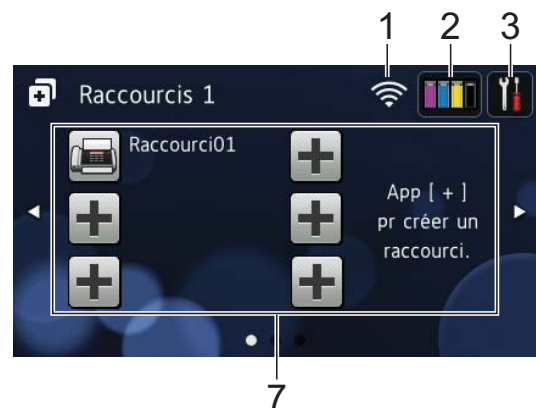 1 2 3
Raccourcis 1
Raccourci01
App [ + ]
pr créer un
raccourci.
7